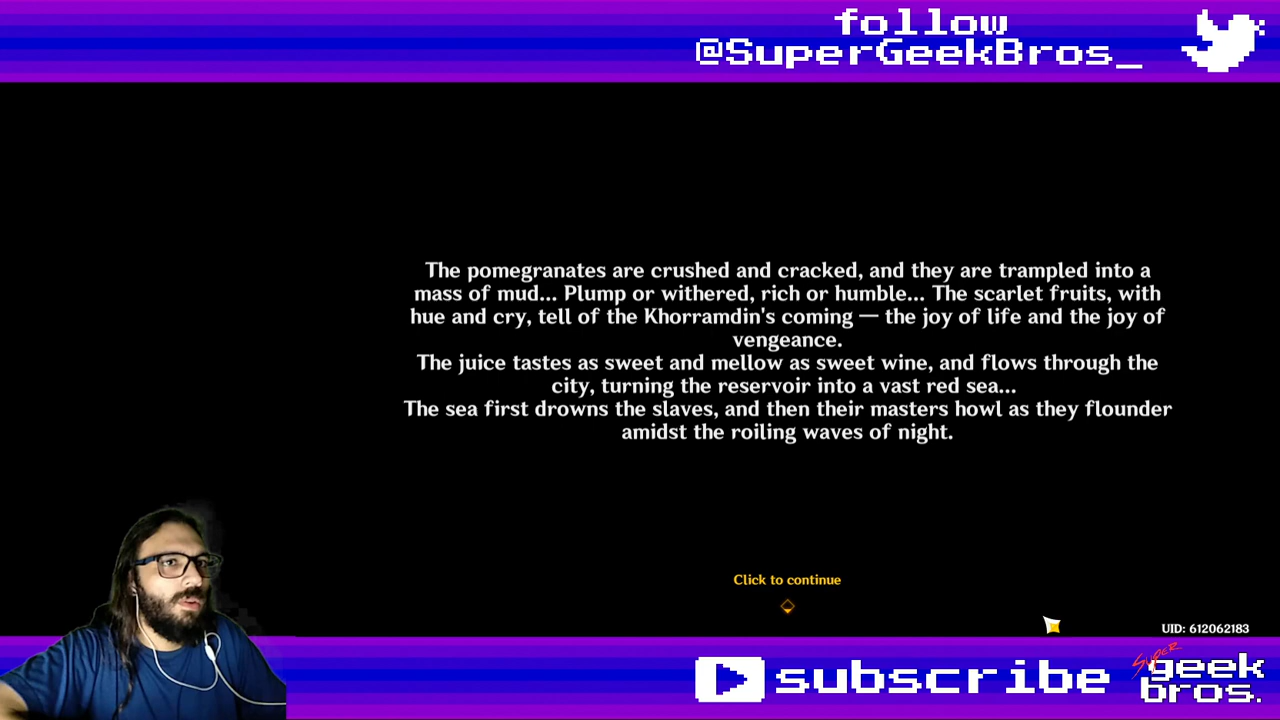 follow
@SuperGeekBros_
The pomegranates are crushed and cracked, and they are trampled into a
mass of mud... Plump or withered, rich or humble... The scarlet fruits, with
hue and cry, tell of the Khorramdin's coming — the joy of life and the joy of
vengeance.
The juice tastes as sweet and mellow as sweet wine, and flows through the
city, turning the reservoir into a vast red sea...
The sea first drowns the slaves, and then their masters howl as they flounder
amidst the roiling waves of night.
Click to continue
UID: 612062183
subscribe
SUPER
geek
bros.